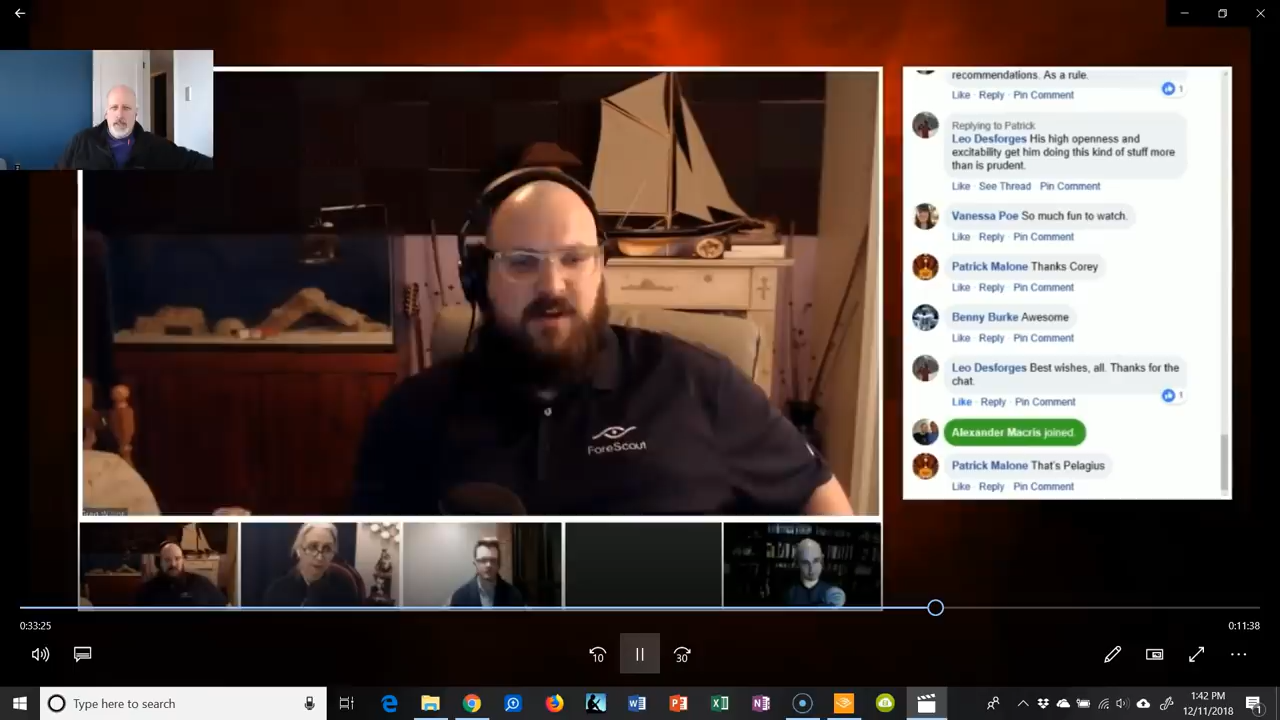 recommendations. As a rule.
Like · Reply · Pin Comment
1
Replying to Patrick
Leo Desforges His high openness and
excitability get him doing this kind of stuff more
than is prudent.
Like · See Thread · Pin Comment
Vanessa Poe So much fun to watch.
Like · Reply · Pin Comment
Patrick Malone Thanks Corey
Like · Reply · Pin Comment
Benny Burke Awesome
Like · Reply · Pin Comment
Leo Desforges Best wishes, all. Thanks for the
chat.
Like · Reply · Pin Comment
1
Alexander Macris joined.
Patrick Malone That's Pelagius
Like · Reply · Pin Comment
ForeScout
0:33:25
0:11:38
10
30
Type here to search
1:42 PM
12/11/2018
1